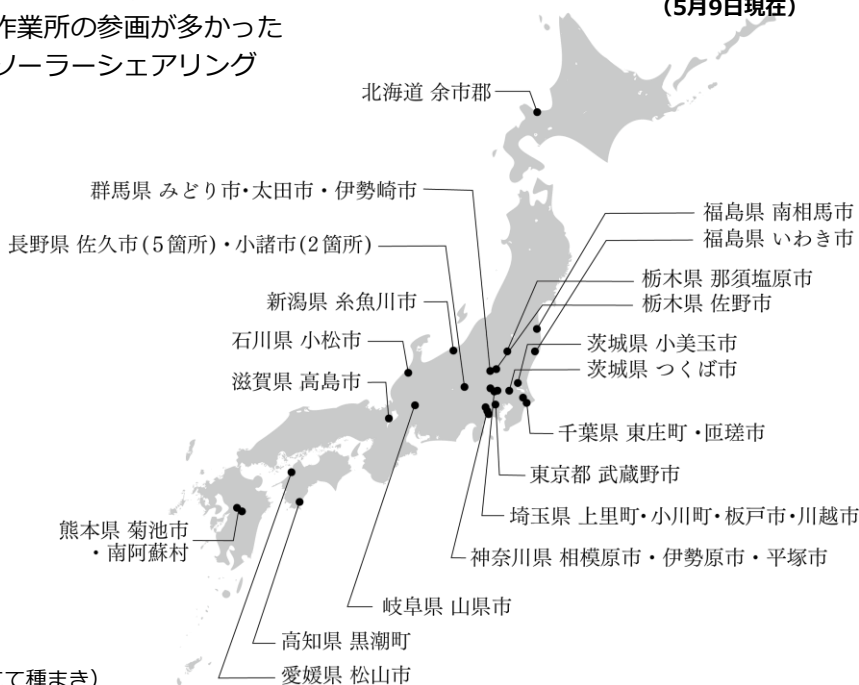 (5月9日現在)
作業所の参画が多かった
ソーラーシェアリング
北海道 余市郡
群馬県 みどり市・太田市・伊勢崎市
長野県 佐久市(5箇所)・小諸市(2箇所)
新潟県 糸魚川市
石川県 小松市
滋賀県 高島市
福島県 南相馬市
福島県 いわき市
栃木県 那須塩原市
栃木県 佐野市
茨城県 小美玉市
茨城県 つくば市
千葉県 東庄町・匝瑳市
東京都 武蔵野市
埼玉県 上里町・小川町・坂戸市・川越市
神奈川県 相模原市・伊勢原市・平塚市
熊本県 菊池市
・南阿蘇村
岐阜県 山県市
高知県 黒潮町
愛媛県 松山市
て種まき)